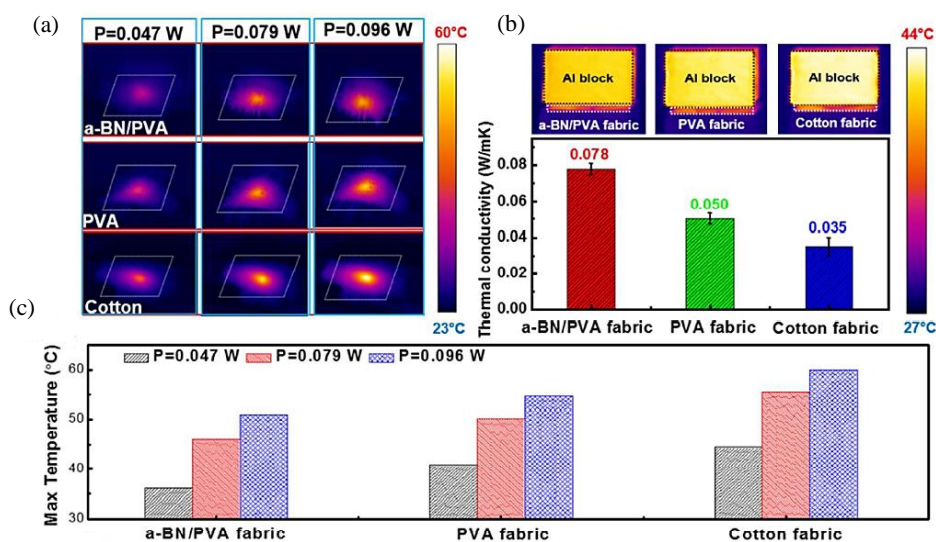 (a)
P=0.047 W P=0.079 W P=0.096 W
60°C
a-BN/PVA
PVA
Cotton
23°C
(b)
44°C
Al block Al block Al block
a-BN/PVA fabric PVA fabric Cotton fabric
Thermal conductivity (W/mK)
0.08
0.06
0.04
0.02
0.00
0.078
0.050
0.035
a-BN/PVA fabric PVA fabric Cotton fabric
27°C
(c)
P=0.047 W P=0.079 W P=0.096 W
Max Temperature (°C)
60
50
40
30
a-BN/PVA fabric PVA fabric Cotton fabric